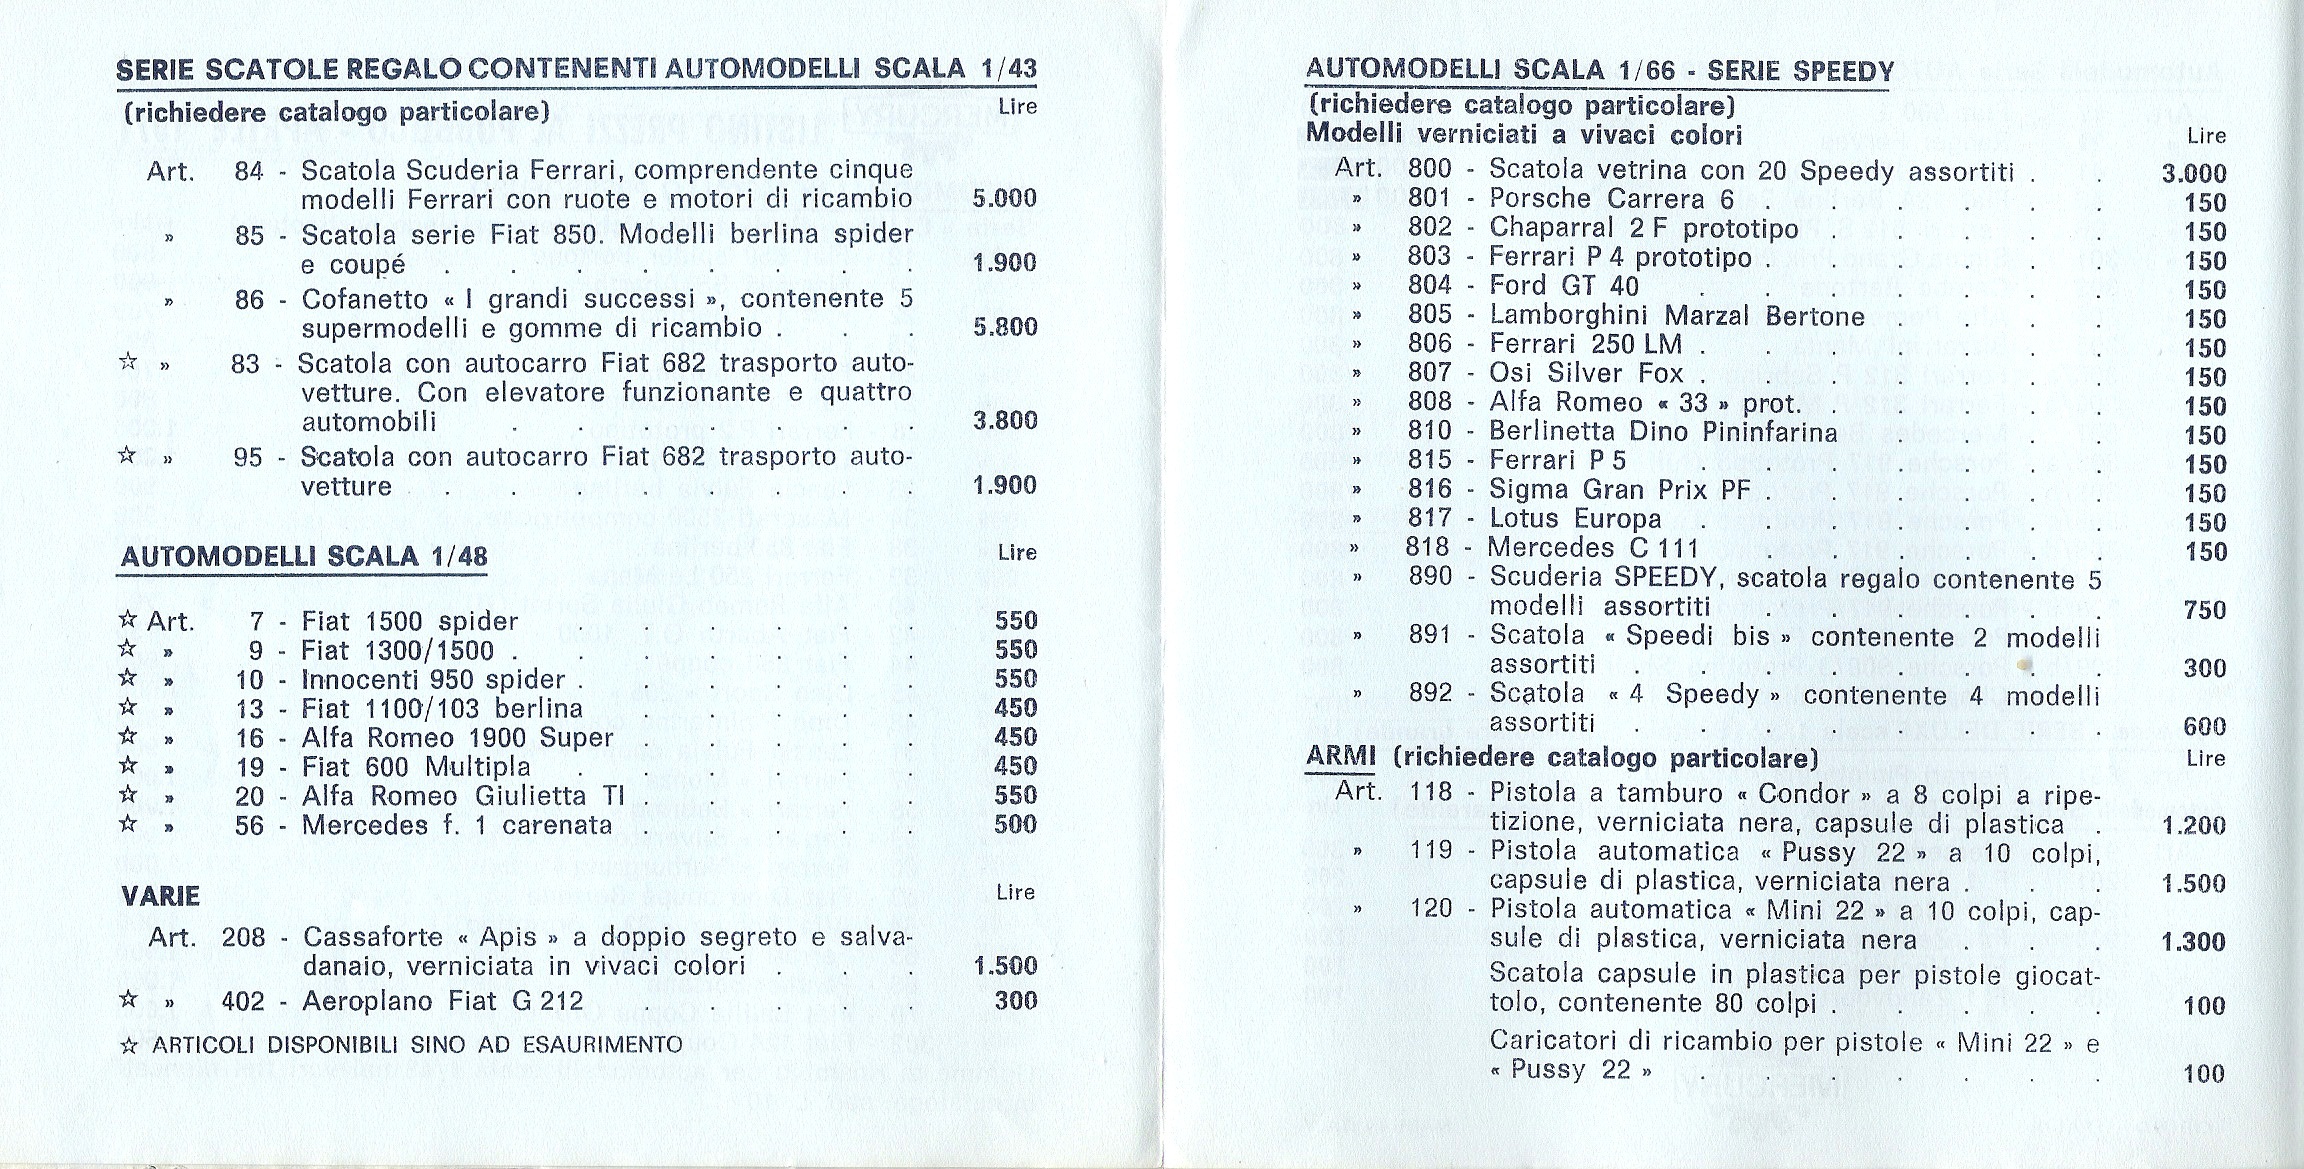 SERIE SCATOLE REGALO CONTENENTI AUTOMODELLI SCALA 1/43
(richiedere catalogo particolare) Lire
Art. 84 - Scatola Scuderia Ferrari, comprendente cinque
modelli Ferrari con ruote e motori di ricambio 5.000
» 85 - Scatola serie Fiat 850. Modelli berlina spider
e coupé . . . . . . . . 1.900
» 86 - Cofanetto « I grandi successi », contenente 5
supermodelli e gomme di ricambio . . . 5.800
☆ » 83 - Scatola con autocarro Fiat 682 trasporto auto-
vetture. Con elevatore funzionante e quattro
automobili . . . . . . . 3.800
☆ » 95 - Scatola con autocarro Fiat 682 trasporto auto-
vetture . . . . . . . . 1.900
AUTOMODELLI SCALA 1/48 Lire
☆ Art. 7 - Fiat 1500 spider . . . . . . 550
☆ » 9 - Fiat 1300/1500 . . . . . . . 550
☆ » 10 - Innocenti 950 spider . . . . . . 550
☆ » 13 - Fiat 1100/103 berlina . . . . . 450
☆ » 16 - Alfa Romeo 1900 Super . . . . . 450
☆ » 19 - Fiat 600 Multipla . . . . . . 450
☆ » 20 - Alfa Romeo Giulietta TI . . . . . 550
☆ » 56 - Mercedes f. 1 carenata . . . . . 500
VARIE Lire
Art. 208 - Cassaforte « Apis » a doppio segreto e salva-
danaio, verniciata in vivaci colori . . . 1.500
☆ » 402 - Aeroplano Fiat G 212 . . . . . 300
☆ ARTICOLI DISPONIBILI SINO AD ESAURIMENTO
AUTOMODELLI SCALA 1/66 - SERIE SPEEDY
(richiedere catalogo particolare)
Modelli verniciati a vivaci colori Lire
Art. 800 - Scatola vetrina con 20 Speedy assortiti . . 3.000
» 801 - Porsche Carrera 6 . . . . . . 150
» 802 - Chaparral 2 F prototipo . . . . . 150
» 803 - Ferrari P 4 prototipo . . . . . . 150
» 804 - Ford GT 40 . . . . . . . 150
» 805 - Lamborghini Marzal Bertone . . . . 150
» 806 - Ferrari 250 LM . . . . . . . 150
» 807 - Osi Silver Fox . . . . . . . 150
» 808 - Alfa Romeo « 33 » prot. . . . . . 150
» 810 - Berlinetta Dino Pininfarina . . . . 150
» 815 - Ferrari P 5 . . . . . . . 150
» 816 - Sigma Gran Prix PF . . . . . . 150
» 817 - Lotus Europa . . . . . . . 150
» 818 - Mercedes C 111 . . . . . . 150
» 890 - Scuderia SPEEDY, scatola regalo contenente 5
modelli assortiti . . . . . . 750
» 891 - Scatola « Speedi bis » contenente 2 modelli
assortiti . . . . . . . . 300
» 892 - Scatola « 4 Speedy » contenente 4 modelli
assortiti . . . . . . . . 600
ARMI (richiedere catalogo particolare) Lire
Art. 118 - Pistola a tamburo « Condor » a 8 colpi a ripe-
tizione, verniciata nera, capsule di plastica . 1.200
» 119 - Pistola automatica « Pussy 22 » a 10 colpi,
capsule di plastica, verniciata nera . . . 1.500
» 120 - Pistola automatica « Mini 22 » a 10 colpi, cap-
sule di plastica, verniciata nera . . . 1.300
Scatola capsule in plastica per pistole giocat-
tolo, contenente 80 colpi . . . . . 100
Caricatori di ricambio per pistole « Mini 22 » e
« Pussy 22 » . . . . . . . 100